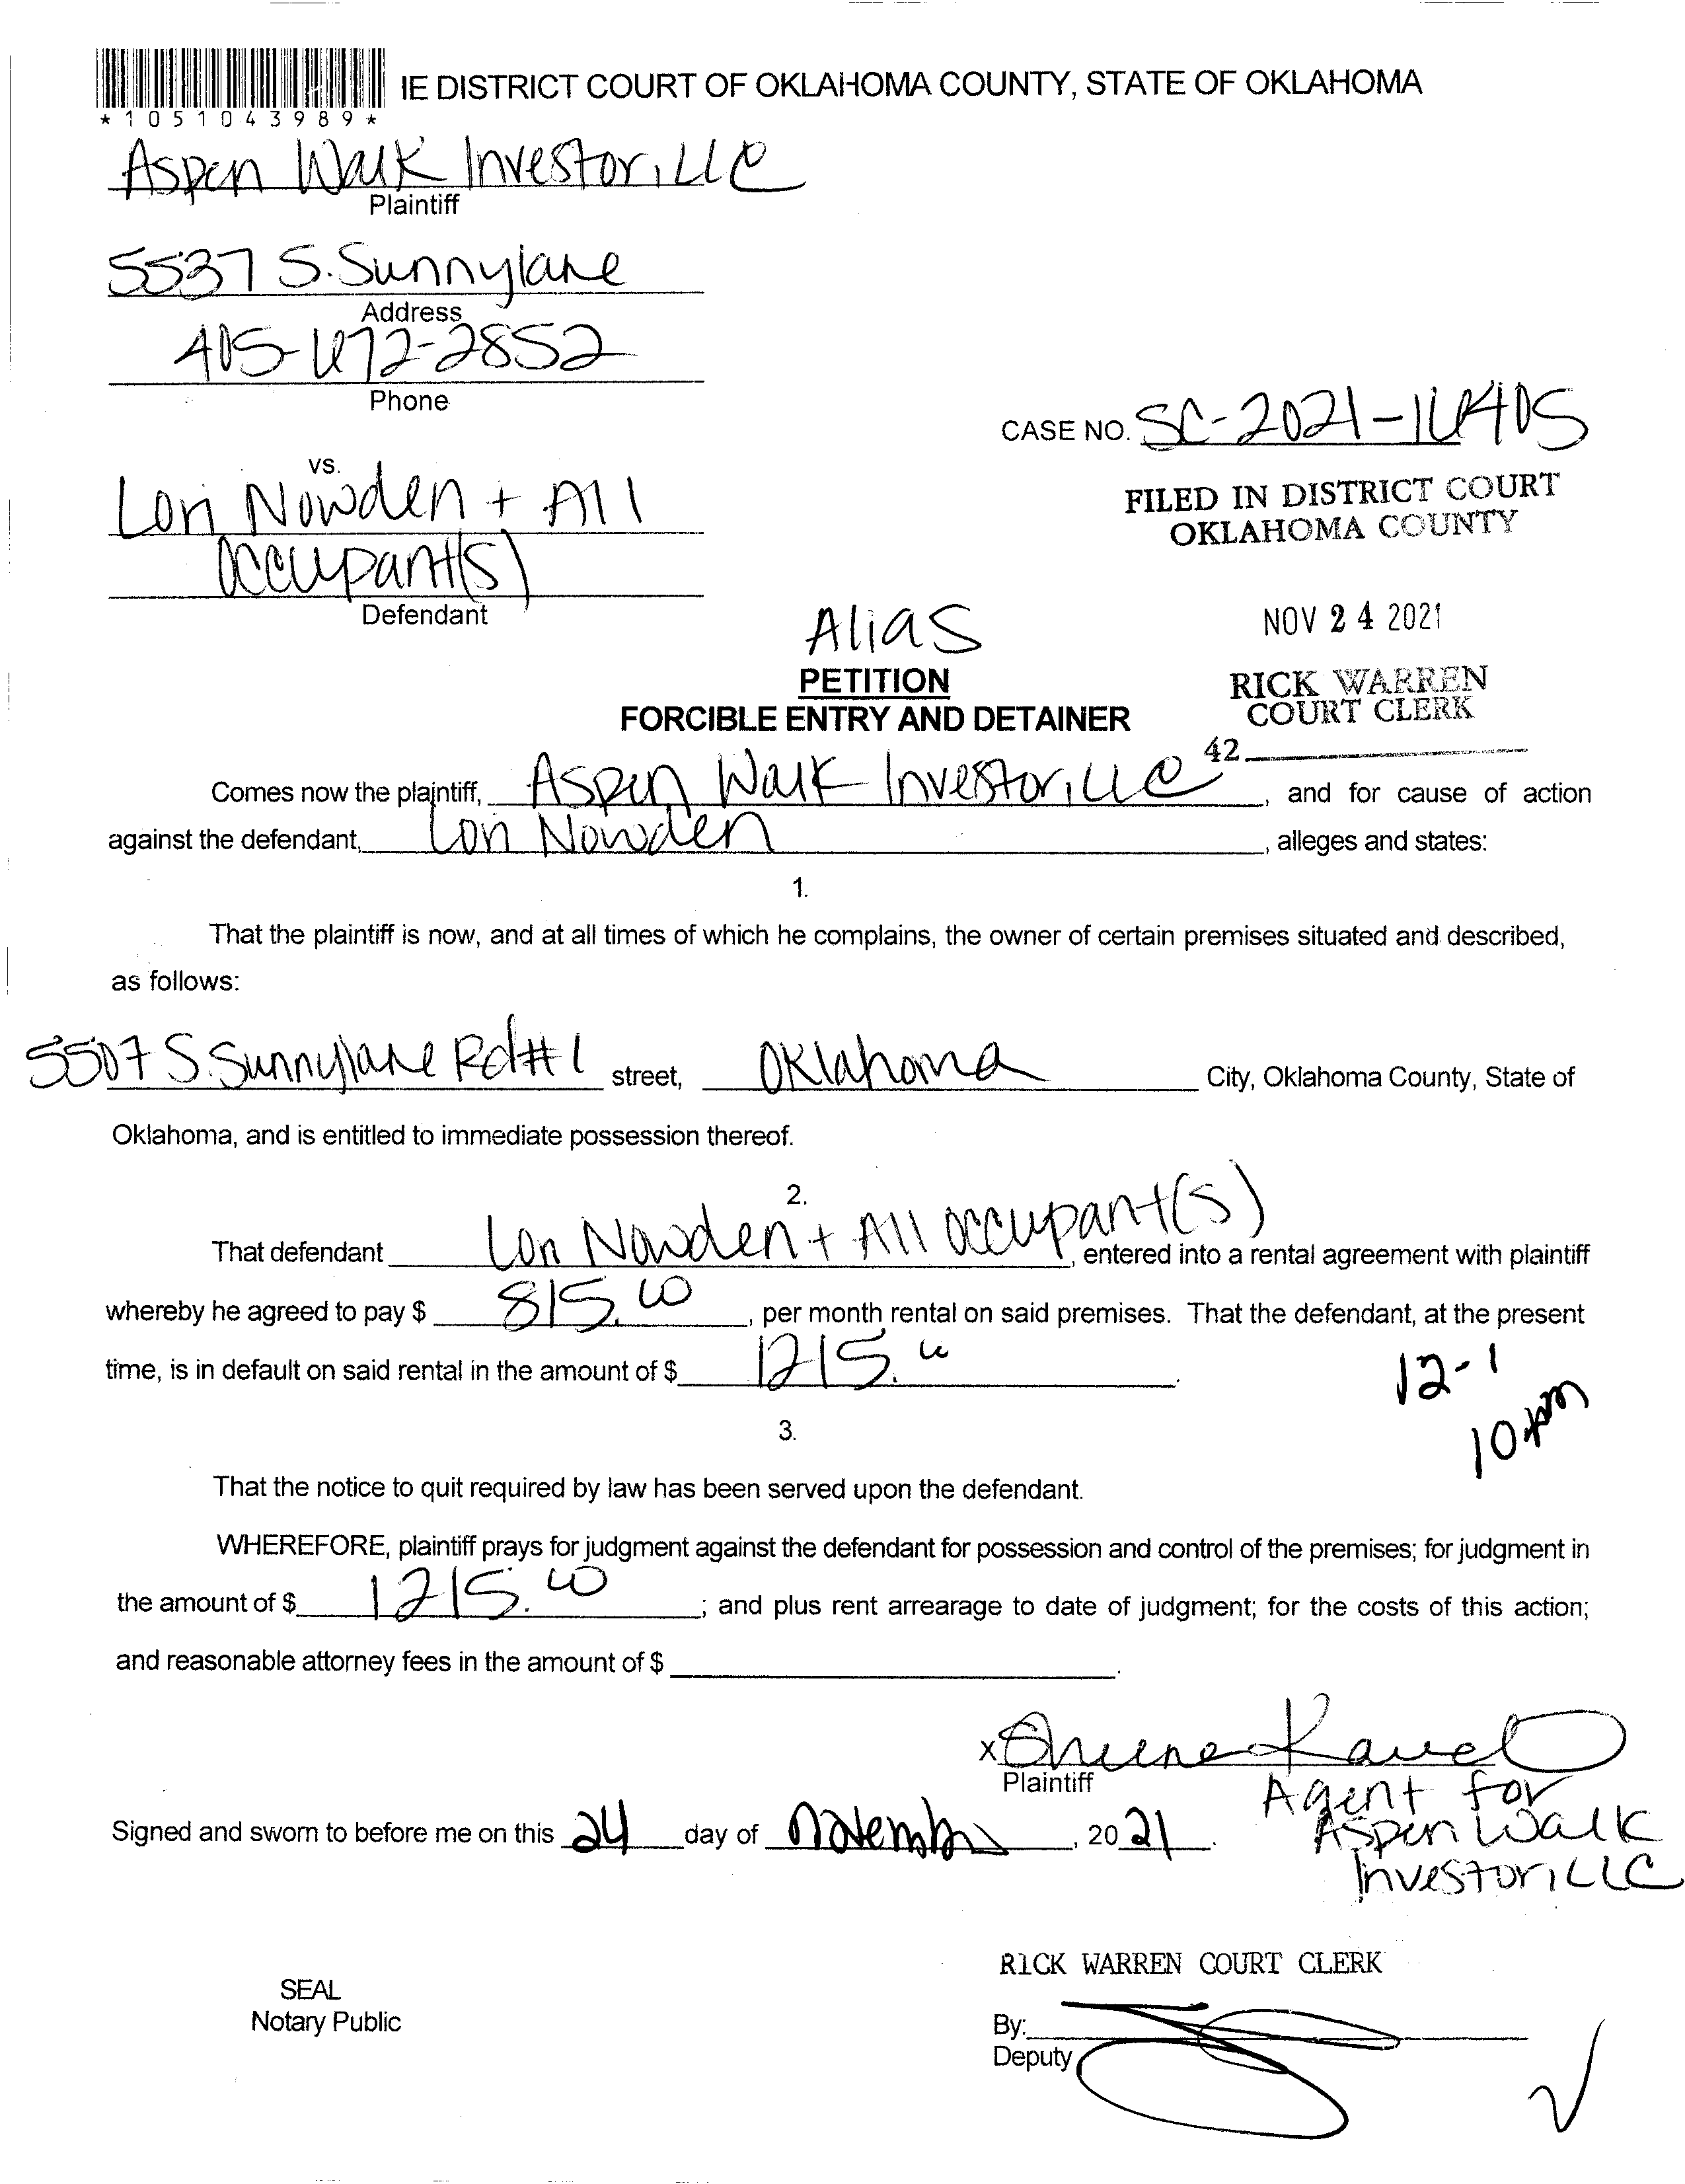 IE DISTRICT COURT OF OKLAHOMA COUNTY, STATE OF OKLAHOMA
*1051043989*
Aspen Walk Investor, LLC
Plaintiff
5537 S. Sunnylane
Address
405-672-2852
Phone
CASE NO. SC-2021-16405
vs.
Lori Nowden + All
Occupant(s)
Defendant
FILED IN DISTRICT COURT
OKLAHOMA COUNTY
NOV 24 2021
RICK WARREN
COURT CLERK
42
Alias
PETITION
FORCIBLE ENTRY AND DETAINER
Comes now the plaintiff, Aspen Walk Investor, LLC, and for cause of action
against the defendant, Lori Nowden, alleges and states:
1.
That the plaintiff is now, and at all times of which he complains, the owner of certain premises situated and described,
as follows:
5507 S. Sunnylane Rd #1 street, Oklahoma City, Oklahoma County, State of
Oklahoma, and is entitled to immediate possession thereof.
2.
That defendant Lori Nowden + All Occupant(s), entered into a rental agreement with plaintiff
whereby he agreed to pay $ 815.00, per month rental on said premises. That the defendant, at the present
time, is in default on said rental in the amount of $ 1215.00.
12-1
3.
That the notice to quit required by law has been served upon the defendant.
WHEREFORE, plaintiff prays for judgment against the defendant for possession and control of the premises; for judgment in
the amount of $ 1215.00; and plus rent arrearage to date of judgment; for the costs of this action;
and reasonable attorney fees in the amount of $ .
X
Plaintiff
Agent for
Aspen Walk
Investor, LLC
Signed and sworn to before me on this 24 day of November, 2021.
RICK WARREN COURT CLERK
SEAL
Notary Public
By:
Deputy